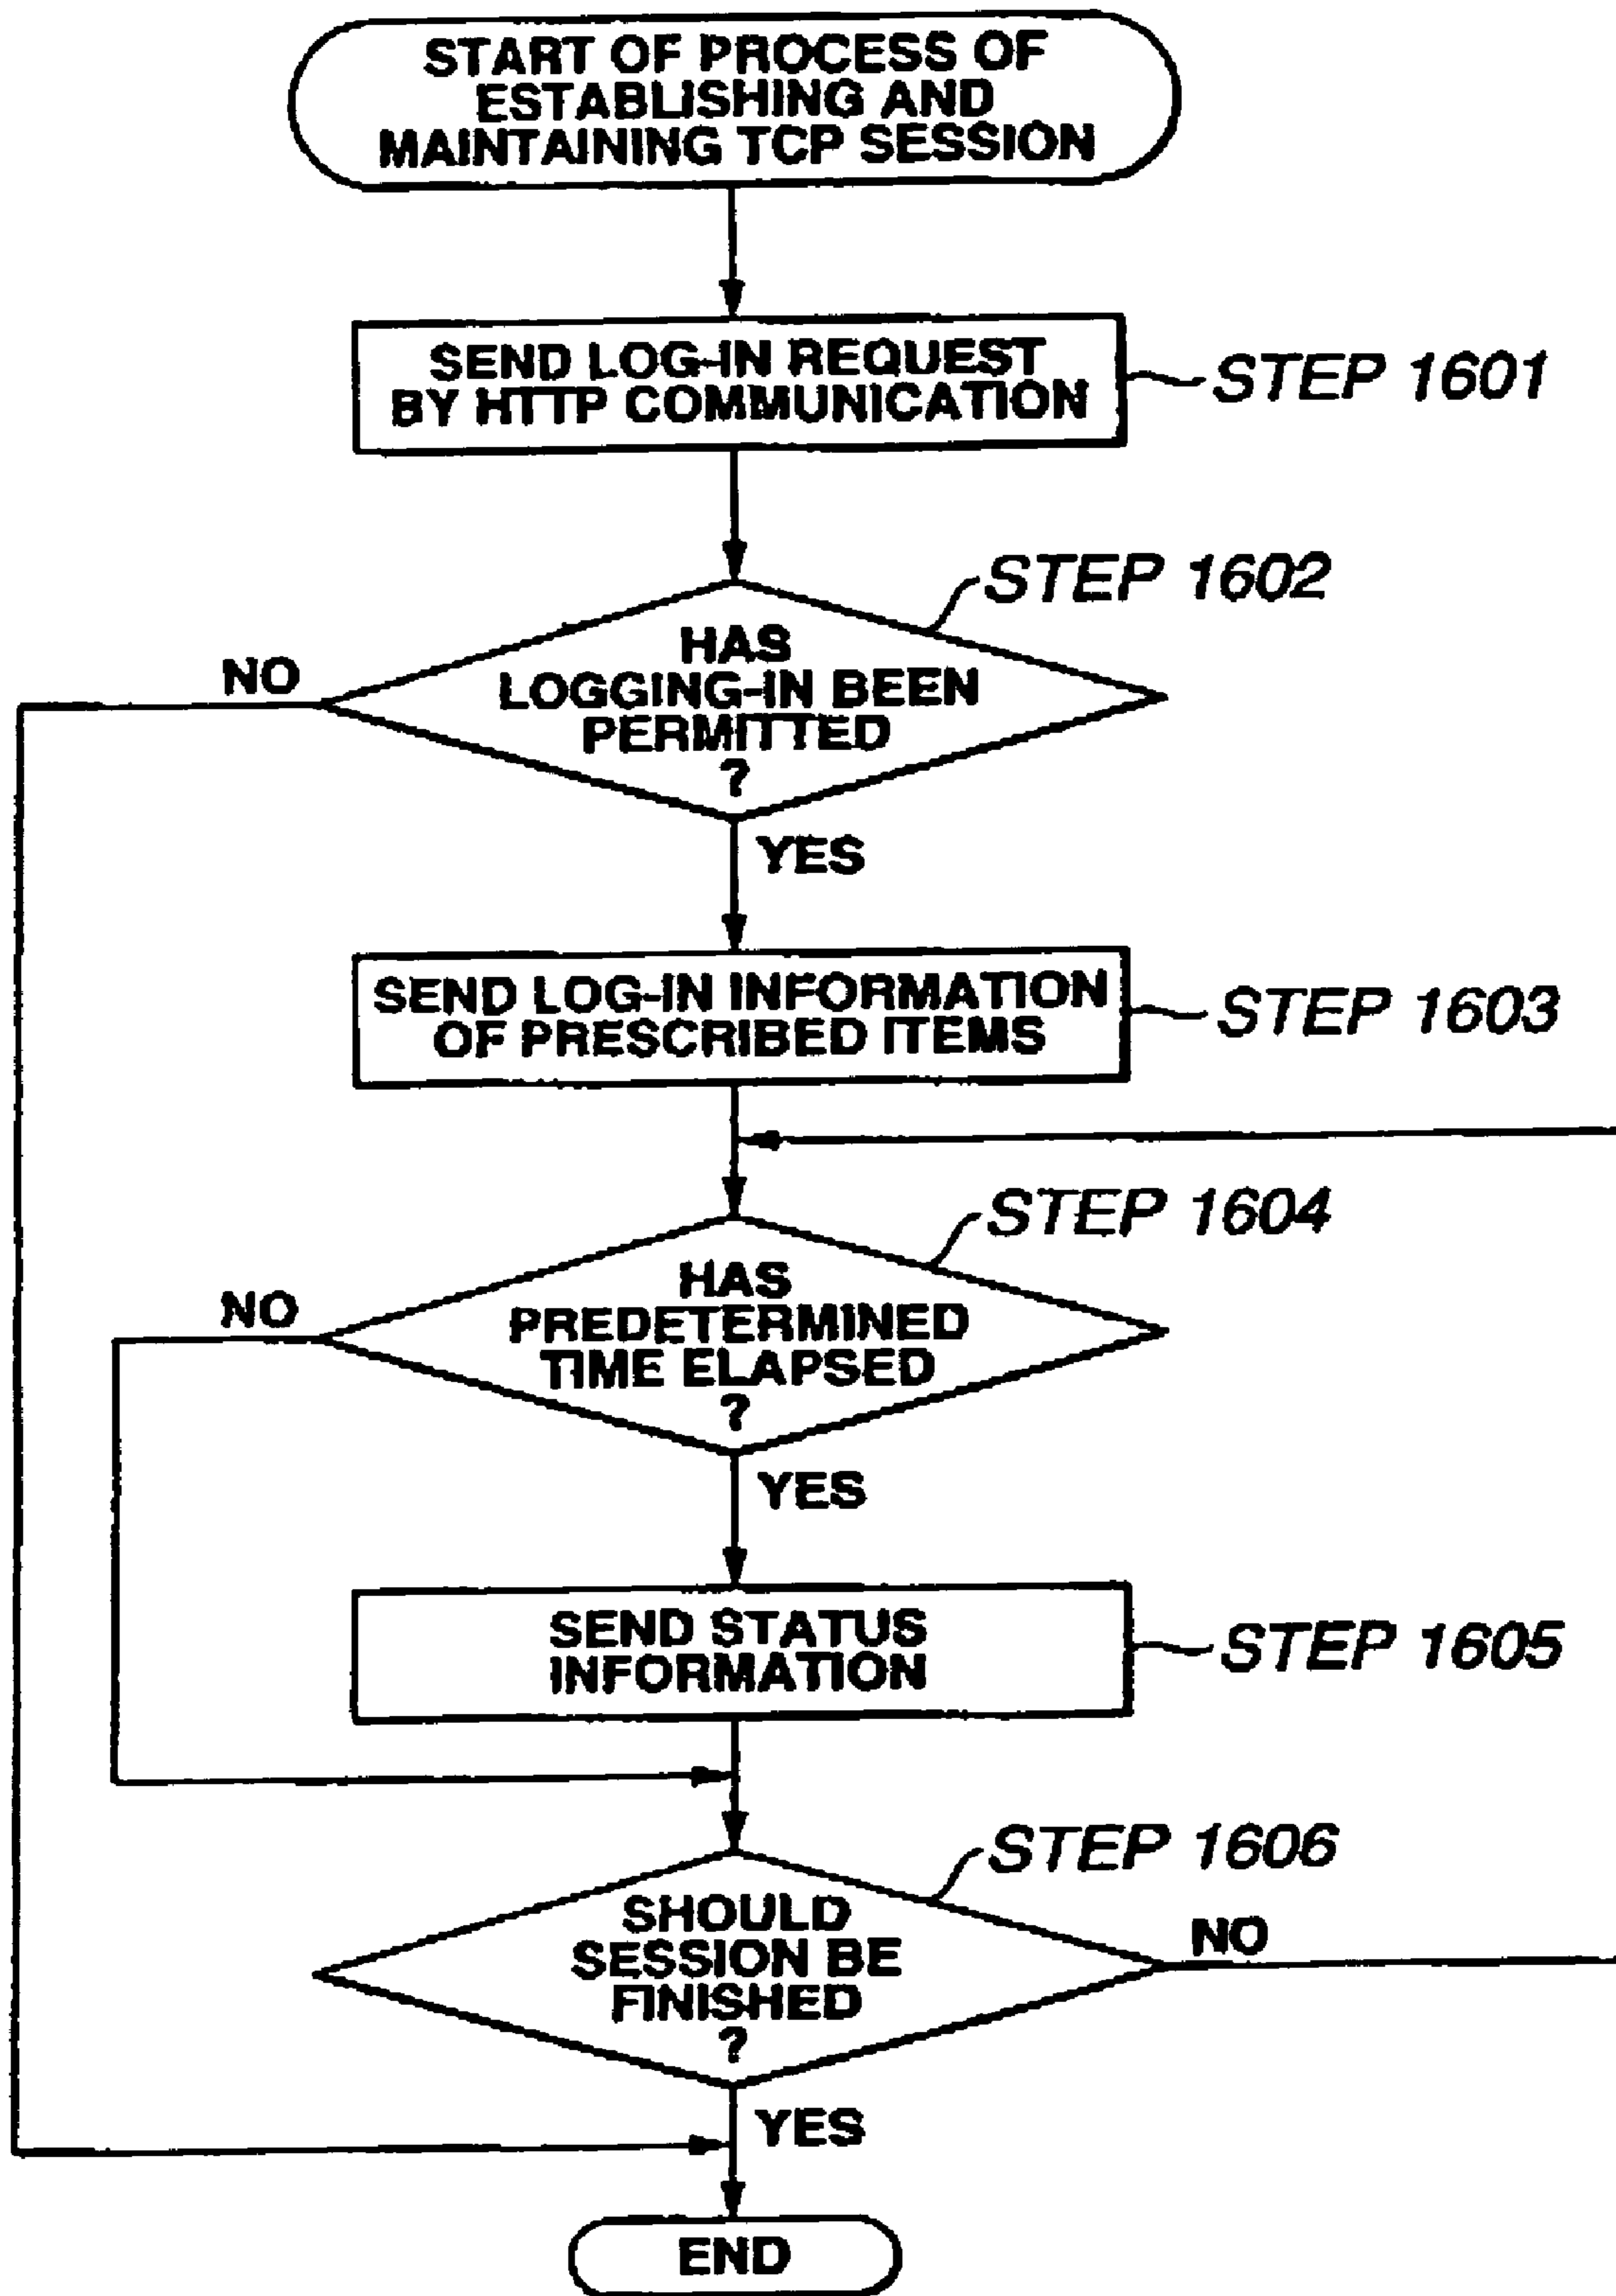 START OF PROCESS OF
ESTABLISHING AND
MAINTAINING TCP SESSION
SEND LOG-IN REQUEST
BY HTTP COMMUNICATION
STEP 1601
STEP 1602
HAS
LOGGING-IN BEEN
PERMITTED
?
NO
YES
SEND LOG-IN INFORMATION
OF PRESCRIBED ITEMS
STEP 1603
STEP 1604
HAS
PREDETERMINED
TIME ELAPSED
?
NO
YES
SEND STATUS
INFORMATION
STEP 1605
STEP 1606
SHOULD
SESSION BE
FINISHED
?
NO
YES
END